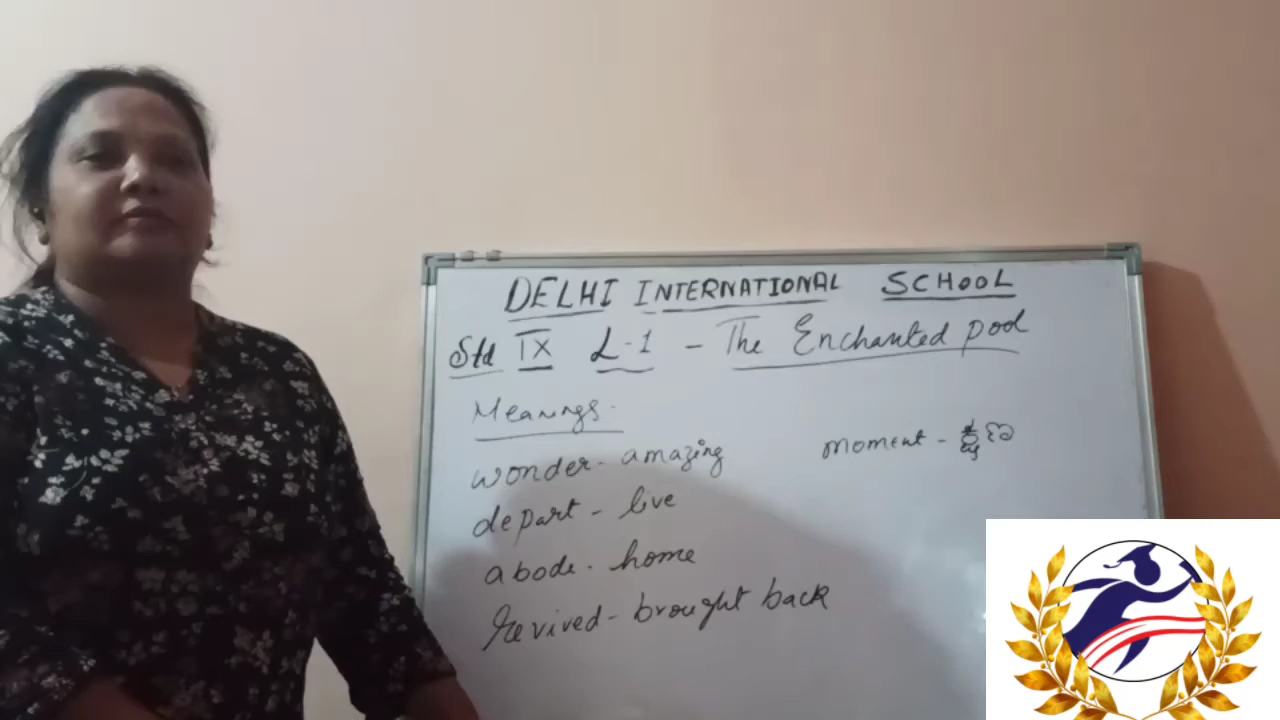 DELHI INTERNATIONAL SCHOOL
Std IX L-1 - The Enchanted pool
Meanings.
wonder - amazing
moment -
depart - live
abode - home
Revived - brought back